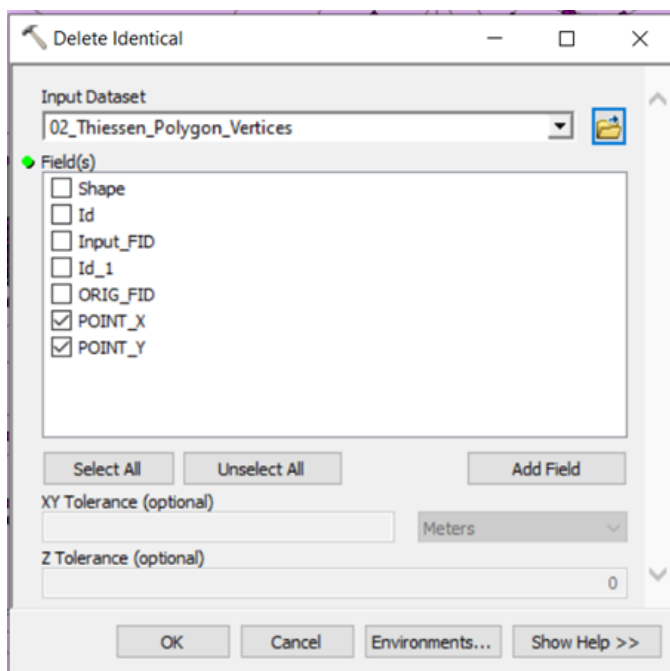 Delete Identical
Input Dataset
02_Thiessen_Polygon_Vertices
Field(s)
Shape
Id
Input_FID
Id_1
ORIG_FID
POINT_X
POINT_Y
Select All Unselect All Add Field
XY Tolerance (optional)
Meters
Z Tolerance (optional)
0
OK Cancel Environments... Show Help >>